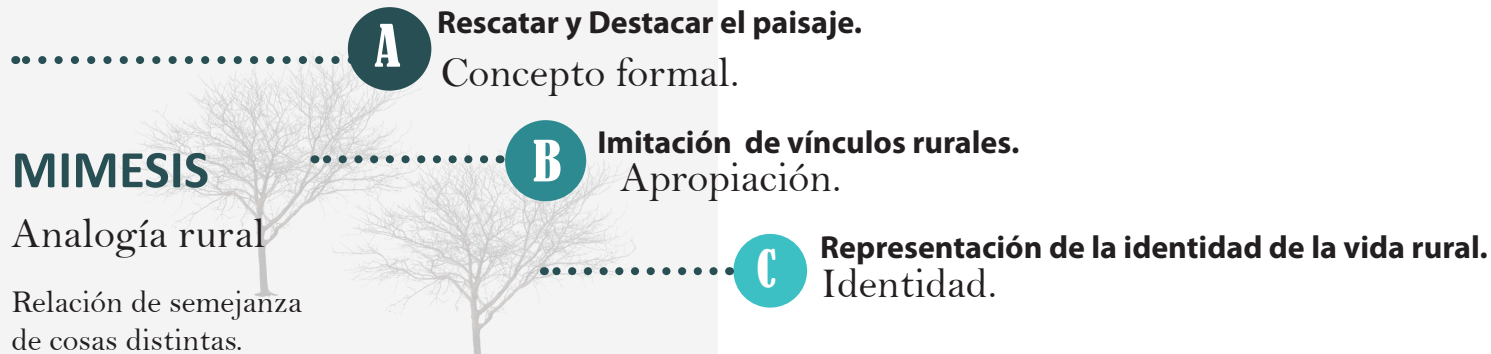 A
Rescatar y Destacar el paisaje.
Concepto formal.
MIMESIS
Analogía rural
Relación de semejanza
de cosas distintas.
B
Imitación de vínculos rurales.
Apropiación.
C
Representación de la identidad de la vida rural.
Identidad.